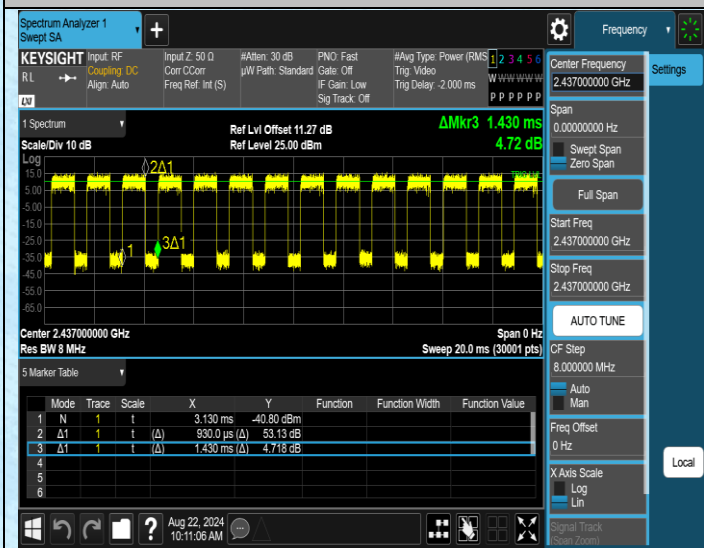 Spectrum Analyzer 1
Swept SA
+
Frequency
KEYSIGHT
R L
LXI
Input: RF
Coupling: DC
Align: Auto
Input Z: 50 Ω
Corr CCorr
Freq Ref: Int (S)
#Atten: 30 dB
µW Path: Standard
PNO: Fast
Gate: Off
IF Gain: Low
Sig Track: Off
#Avg Type: Power (RMS
Trig: Video
Trig Delay: -2.000 ms
1 2 3 4 5 6
W W W W W W
P P P P P P
1 Spectrum
Scale/Div 10 dB
Ref Lvl Offset 11.27 dB
Ref Level 25.00 dBm
ΔMkr3 1.430 ms
4.72 dB
Log
15.0
5.00
-5.00
-15.0
-25.0
-35.0
-45.0
-55.0
-65.0
2Δ1
1
3Δ1
Center 2.437000000 GHz
Res BW 8 MHz
Span 0 Hz
Sweep 20.0 ms (30001 pts)
5 Marker Table
Mode Trace Scale X Y Function Function Width Function Value
1 N 1 t 3.130 ms -40.80 dBm
2 Δ1 1 t (Δ) 930.0 µs (Δ) 53.13 dB
3 Δ1 1 t (Δ) 1.430 ms (Δ) 4.718 dB
4
5
6
Aug 22, 2024
10:11:06 AM
?
Center Frequency
2.437000000 GHz
Span
0.00000000 Hz
Swept Span
Zero Span
Full Span
Start Freq
2.437000000 GHz
Stop Freq
2.437000000 GHz
AUTO TUNE
CF Step
8.000000 MHz
Auto
Man
Freq Offset
0 Hz
X Axis Scale
Log
Lin
Signal Track
(Span Zoom)
Settings
Local